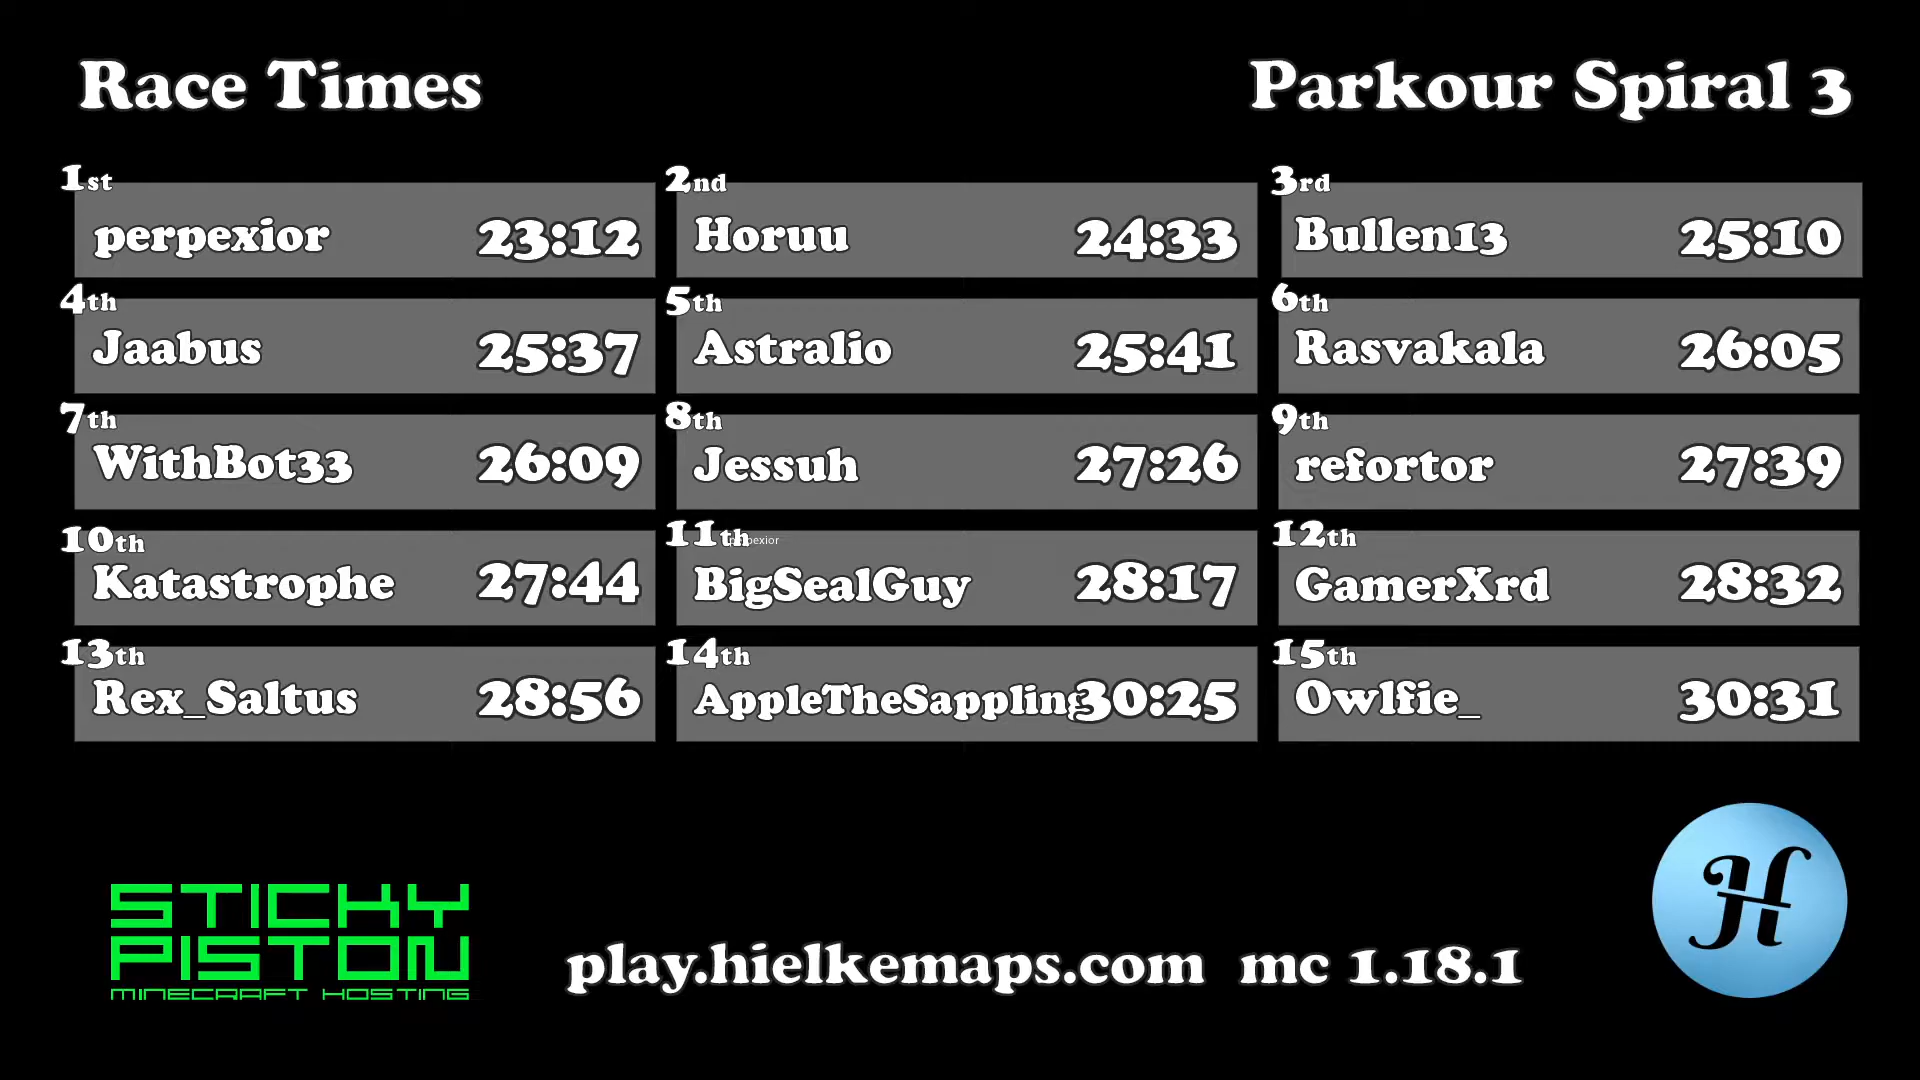 Race Times
Parkour Spiral 3
1st
perpexior 23:12
2nd
Horuu 24:33
3rd
Bullen13 25:10
4th
Jaabus 25:37
5th
Astralio 25:41
6th
Rasvakala 26:05
7th
WithBot33 26:09
8th
Jessuh 27:26
9th
refortor 27:39
10th
Katastrophe 27:44
11th
perpexior
BigSealGuy 28:17
12th
GamerXrd 28:32
13th
Rex_Saltus 28:56
14th
AppleTheSappling 30:25
15th
Owlfie_ 30:31
STICKY
PISTON
MINECRAFT HOSTING
play.hielkemaps.com mc 1.18.1
H